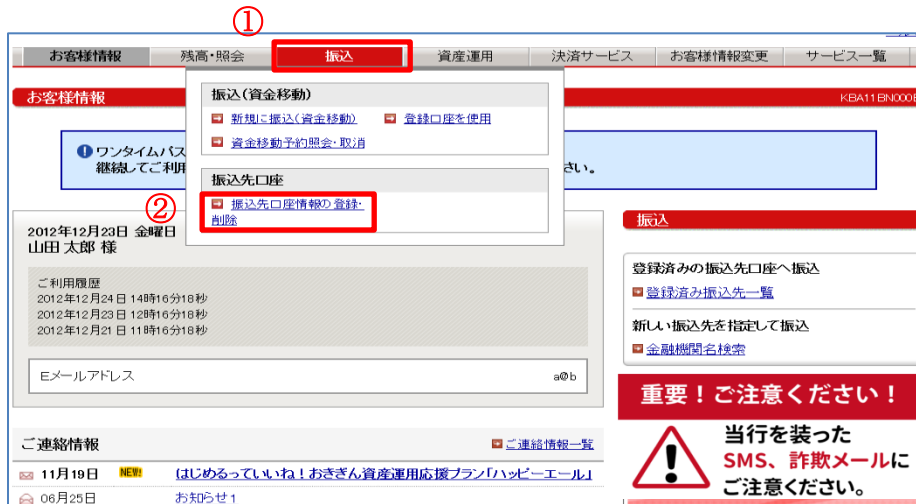 ①
お客様情報 残高・照会 振込 資産運用 決済サービス お客様情報変更 サービス一覧
お客様情報 KBA11BN000
振込(資金移動)
新規に振込(資金移動) 登録口座を使用
資金移動予約照会・取消
振込先口座
②
振込先口座情報の登録・
削除
ワンタイムパス
継続してご利用 さい。
2012年12月23日 金曜日
山田 太郎 様
ご利用履歴
2012年12月24日 14時16分18秒
2012年12月23日 12時16分18秒
2012年12月21日 11時16分18秒
Eメールアドレス a@b
ご連絡情報 ご連絡情報一覧
11月19日 NEW! はじめるっていいね!おきぎん資産運用応援プラン「ハッピーエール」
06月25日 お知らせ1
振込
登録済みの振込先口座へ振込
登録済み振込先一覧
新しい振込先を指定して振込
金融機関名検索
重要!ご注意ください!
当行を装った
SMS、詐欺メールに
ご注意ください。